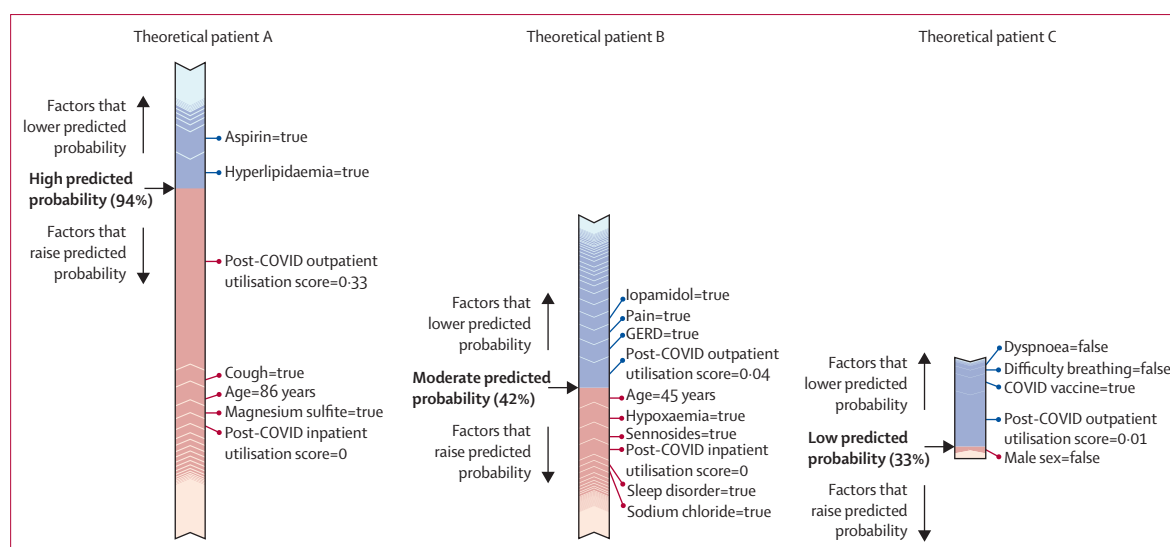 Theoretical patient A
Factors that
lower predicted
probability
High predicted
probability (94%)
Factors that
raise predicted
probability
Aspirin=true
Hyperlipidaemia=true
Post-COVID outpatient
utilisation score=0·33
Cough=true
Age=86 years
Magnesium sulfite=true
Post-COVID inpatient
utilisation score=0
Theoretical patient B
Factors that
lower predicted
probability
Moderate predicted
probability (42%)
Factors that
raise predicted
probability
Iopamidol=true
Pain=true
GERD=true
Post-COVID outpatient
utilisation score=0·04
Age=45 years
Hypoxaemia=true
Sennosides=true
Post-COVID inpatient
utilisation score=0
Sleep disorder=true
Sodium chloride=true
Theoretical patient C
Factors that
lower predicted
probability
Low predicted
probability (33%)
Factors that
raise predicted
probability
Dyspnoea=false
Difficulty breathing=false
COVID vaccine=true
Post-COVID outpatient
utilisation score=0·01
Male sex=false